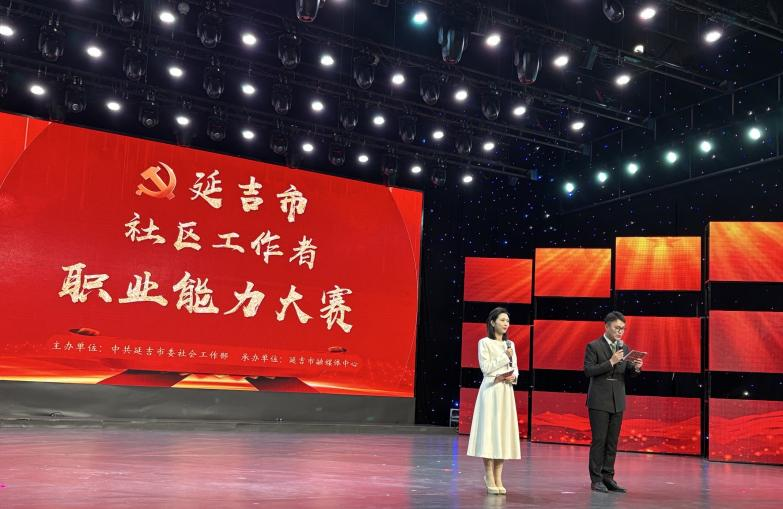 延吉市
社区工作者
职业能力大赛
主办单位：中共延吉市委社会工作部 承办单位：延吉市融媒体中心